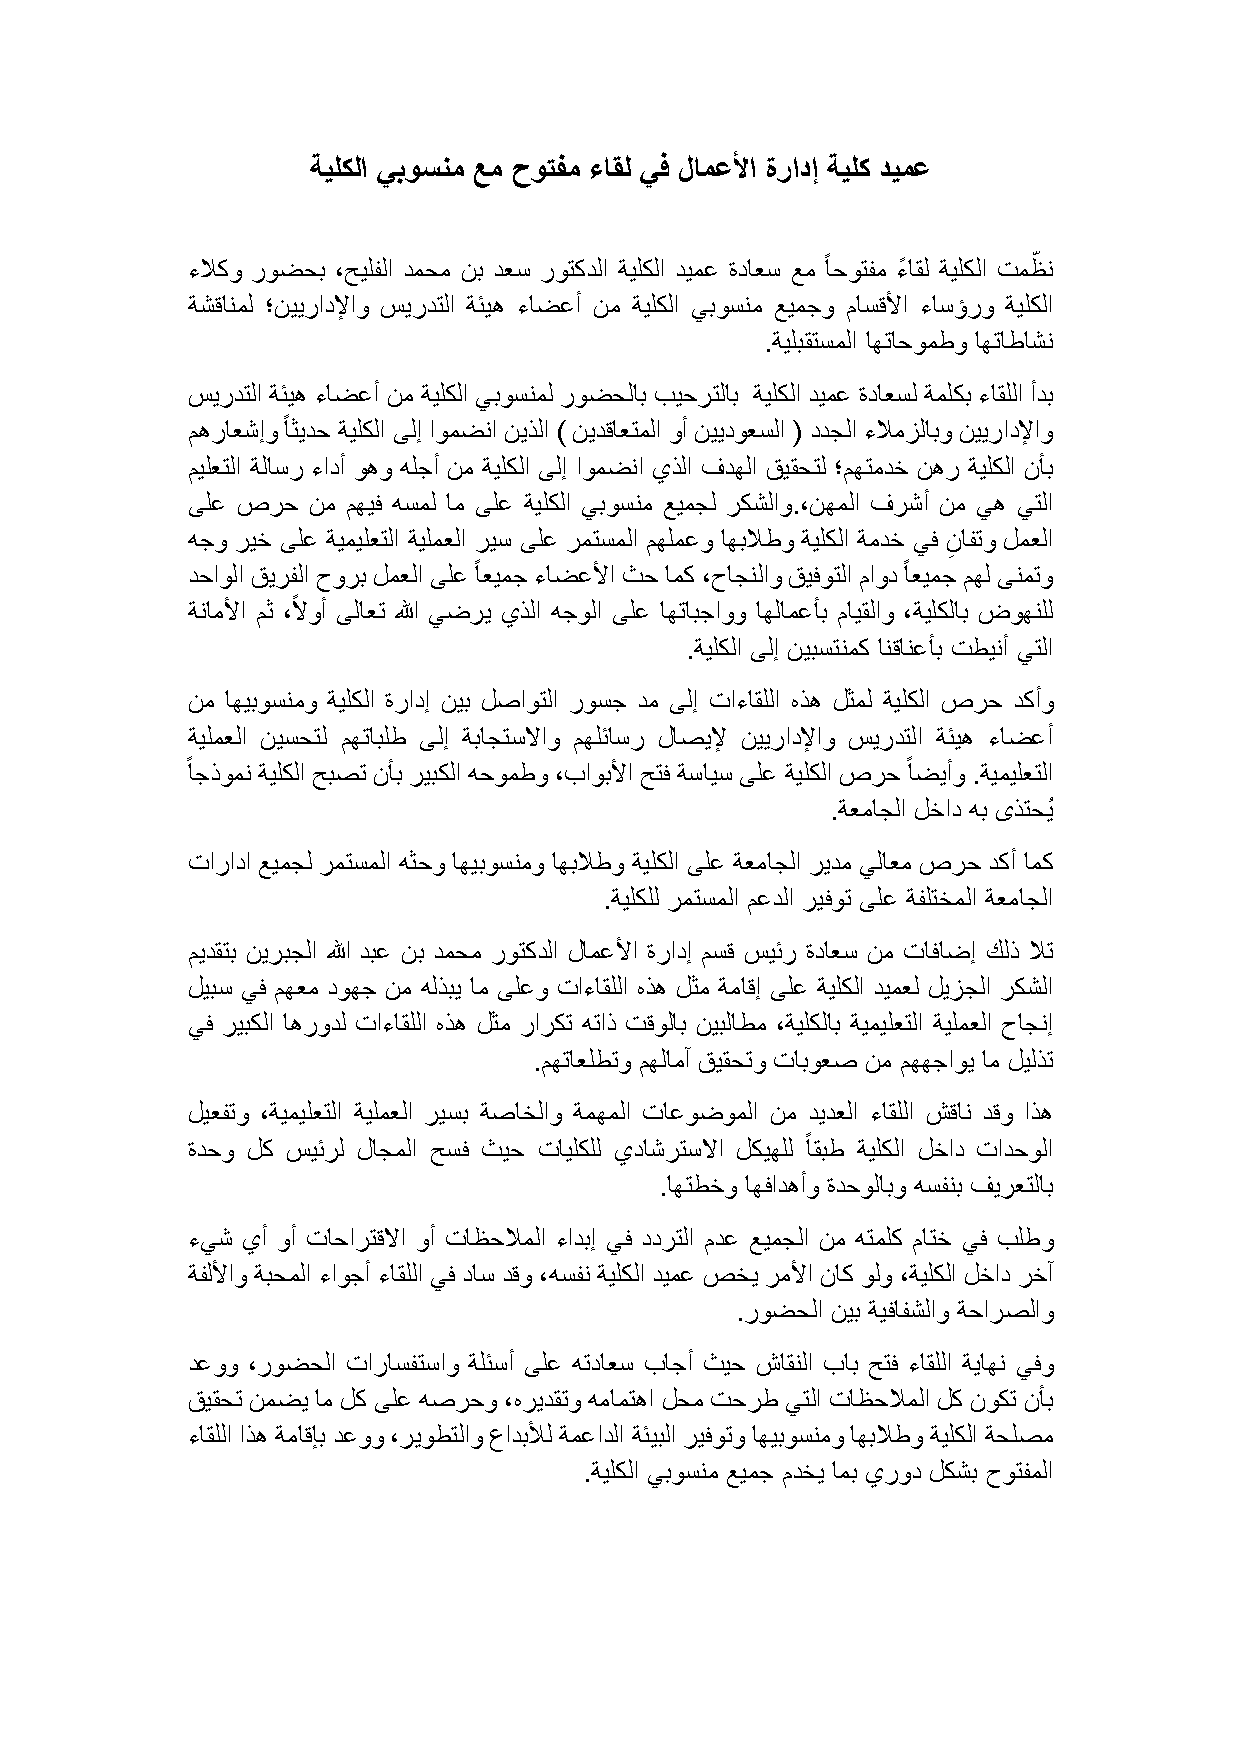 عميد كلية إدارة الأعمال في لقاء مفتوح مع منسوبي الكلية
نظّمت الكلية لقاءً مفتوحاً مع سعادة عميد الكلية الدكتور سعد بن محمد الفليح، بحضور وكلاء
الكلية ورؤساء الأقسام وجميع منسوبي الكلية من أعضاء هيئة التدريس والإداريين؛ لمناقشة
نشاطاتها وطموحاتها المستقبلية.
بدأ اللقاء بكلمة لسعادة عميد الكلية بالترحيب بالحضور لمنسوبي الكلية من أعضاء هيئة التدريس
والإداريين وبالزملاء الجدد ( السعوديين أو المتعاقدين ) الذين انضموا إلى الكلية حديثاً وإشعارهم
بأن الكلية رهن خدمتهم؛ لتحقيق الهدف الذي انضموا إلى الكلية من أجله وهو أداء رسالة التعليم
التي هي من أشرف المهن،.والشكر لجميع منسوبي الكلية على ما لمسه فيهم من حرص على
العمل وتفانٍ في خدمة الكلية وطلابها وعملهم المستمر على سير العملية التعليمية على خير وجه
وتمنى لهم جميعاً دوام التوفيق والنجاح، كما حث الأعضاء جميعاً على العمل بروح الفريق الواحد
للنهوض بالكلية، والقيام بأعمالها وواجباتها على الوجه الذي يرضي الله تعالى أولاً، ثم الأمانة
التي أنيطت بأعناقنا كمنتسبين إلى الكلية.
وأكد حرص الكلية لمثل هذه اللقاءات إلى مد جسور التواصل بين إدارة الكلية ومنسوبيها من
أعضاء هيئة التدريس والإداريين لإيصال رسائلهم والاستجابة إلى طلباتهم لتحسين العملية
التعليمية. وأيضاً حرص الكلية على سياسة فتح الأبواب، وطموحه الكبير بأن تصبح الكلية نموذجاً
يُحتذى به داخل الجامعة.
كما أكد حرص معالي مدير الجامعة على الكلية وطلابها ومنسوبيها وحثه المستمر لجميع ادارات
الجامعة المختلفة على توفير الدعم المستمر للكلية.
تلا ذلك إضافات من سعادة رئيس قسم إدارة الأعمال الدكتور محمد بن عبد الله الجبرين بتقديم
الشكر الجزيل لعميد الكلية على إقامة مثل هذه اللقاءات وعلى ما يبذله من جهود معهم في سبيل
إنجاح العملية التعليمية بالكلية، مطالبين بالوقت ذاته تكرار مثل هذه اللقاءات لدورها الكبير في
تذليل ما يواجههم من صعوبات وتحقيق آمالهم وتطلعاتهم.
هذا وقد ناقش اللقاء العديد من الموضوعات المهمة والخاصة بسير العملية التعليمية، وتفعيل
الوحدات داخل الكلية طبقاً للهيكل الاسترشادي للكليات حيث فسح المجال لرئيس كل وحدة
بالتعريف بنفسه وبالوحدة وأهدافها وخطتها.
وطلب في ختام كلمته من الجميع عدم التردد في إبداء الملاحظات أو الاقتراحات أو أي شيء
آخر داخل الكلية، ولو كان الأمر يخص عميد الكلية نفسه، وقد ساد في اللقاء أجواء المحبة والألفة
والصراحة والشفافية بين الحضور.
وفي نهاية اللقاء فتح باب النقاش حيث أجاب سعادته على أسئلة واستفسارات الحضور، ووعد
بأن تكون كل الملاحظات التي طرحت محل اهتمامه وتقديره، وحرصه على كل ما يضمن تحقيق
مصلحة الكلية وطلابها ومنسوبيها وتوفير البيئة الداعمة للأبداع والتطوير، ووعد بإقامة هذا اللقاء
المفتوح بشكل دوري بما يخدم جميع منسوبي الكلية.